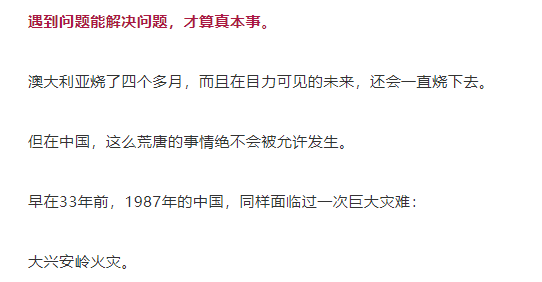 遇到问题能解决问题，才算真本事。
澳大利亚烧了四个多月，而且在目力可见的未来，还会一直烧下去。
但在中国，这么荒唐的事情绝不会被允许发生。
早在33年前，1987年的中国，同样面临过一次巨大灾难：
大兴安岭火灾。